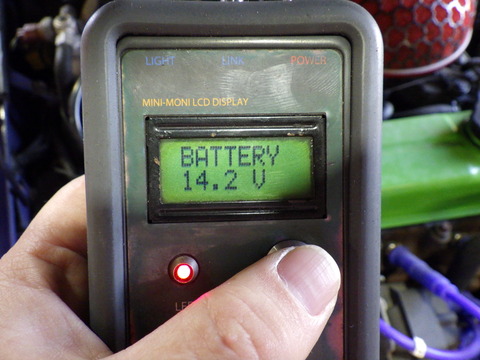 LIGHT LINK POWER
MINI-MONI LCD DISPLAY
BATTERY
14.2 V